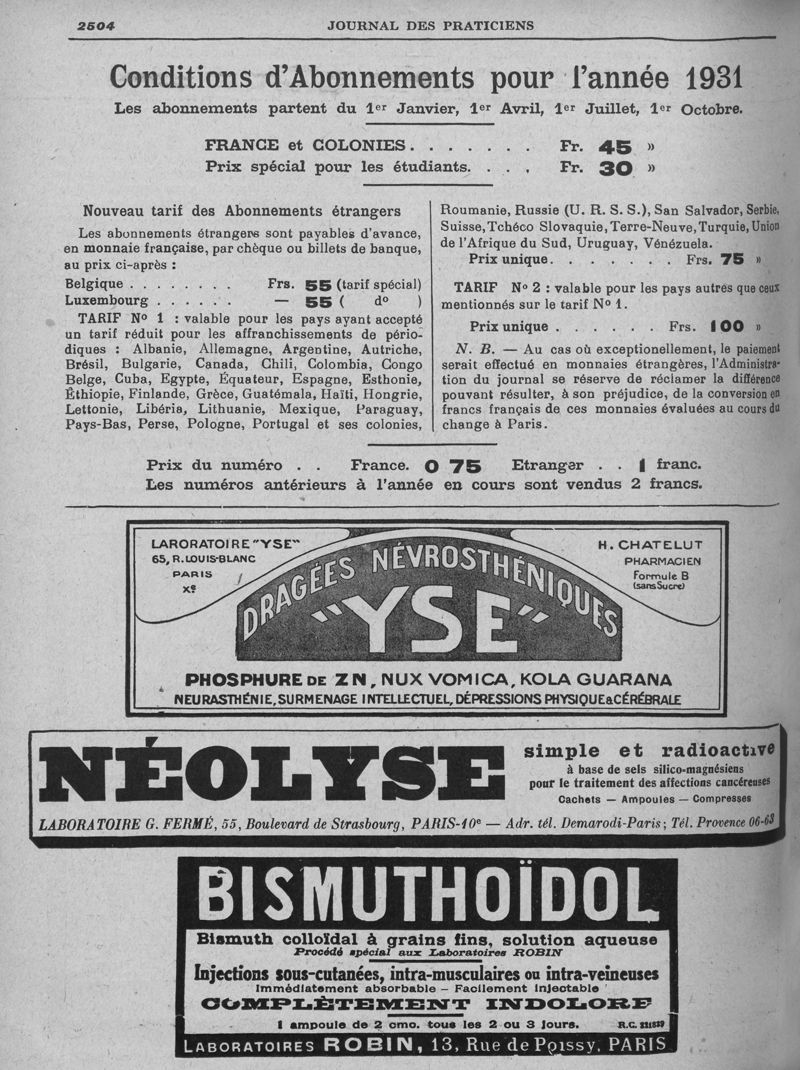 2504
JOURNAL DES PRATICIENS
Conditions d'Abonnements pour l'année 1931
Les abonnements partent du 1er Janvier, 1er Avril, 1er Juillet, 1er Octobre.
FRANCE et COLONIES. . . . . . . . Fr. 45 »
Prix spécial pour les étudiants. . . . Fr. 30 »
Nouveau tarif des Abonnements étrangers
Les abonnements étrangers sont payables d'avance,
en monnaie française, par chèque ou billets de banque,
au prix ci-après :
Belgique . . . . . . . . Frs. 55 (tarif spécial)
Luxembourg . . . . . . — 55 ( do )
TARIF No 1 : valable pour les pays ayant accepté
un tarif réduit pour les affranchissements de pério-
diques : Albanie, Allemagne, Argentine, Autriche,
Brésil, Bulgarie, Canada, Chili, Colombia, Congo
Belge, Cuba, Egypte, Équateur, Espagne, Esthonie,
Éthiopie, Finlande, Grèce, Guatémala, Haïti, Hongrie,
Lettonie, Libéria, Lithuanie, Mexique, Paraguay,
Pays-Bas, Perse, Pologne, Portugal et ses colonies,
Roumanie, Russie (U. R. S. S.), San Salvador, Serbie,
Suisse, Tchéco Slovaquie, Terre-Neuve, Turquie, Union
de l'Afrique du Sud, Uruguay, Vénézuela.
Prix unique. . . . . . . . Frs. 75 »
TARIF No 2 : valable pour les pays autres que ceux
mentionnés sur le tarif No 1.
Prix unique . . . . . . Frs. 100 »
N. B. — Au cas où exceptionellement, le paiement
serait effectué en monnaies étrangères, l'Administra-
tion du journal se réserve de réclamer la différence
pouvant résulter, à son préjudice, de la conversion en
francs français de ces monnaies évaluées au cours du
change à Paris.
Prix du numéro . . France. 0 75 Etranger . . 1 franc.
Les numéros antérieurs à l'année en cours sont vendus 2 francs.
LARORATOIRE "YSE"
65, R. LOUIS-BLANC
PARIS
Xe
H. CHATELUT
PHARMACIEN
Formule B
(sans Sucre)
DRAGÉES NÉVROSTHÉNIQUES
"YSE"
PHOSPHURE DE ZN, NUX VOMICA, KOLA GUARANA
NEURASTHÉNIE, SURMENAGE INTELLECTUEL, DÉPRESSIONS PHYSIQUE & CÉRÉBRALE
NÉOLYSE
simple et radioactive
à base de sels silico-magnésiens
pour le traitement des affections cancéreuses
Cachets — Ampoules — Compresses
LABORATOIRE G. FERMÉ, 55, Boulevard de Strasbourg, PARIS-10e — Adr. tél. Demarodi-Paris ; Tél. Provence 06-63
BISMUTHOÏDOL
Bismuth colloïdal à grains fins, solution aqueuse
Procédé spécial aux Laboratoires ROBIN
Injections sous-cutanées, intra-musculaires ou intra-veineuses
Immédiatement absorbable – Facilement injectable
COMPLÈTEMENT INDOLORE
1 ampoule de 2 cmc. tous les 2 ou 3 jours.
R.C. 221839
LABORATOIRES ROBIN, 13, Rue de Poissy, PARIS